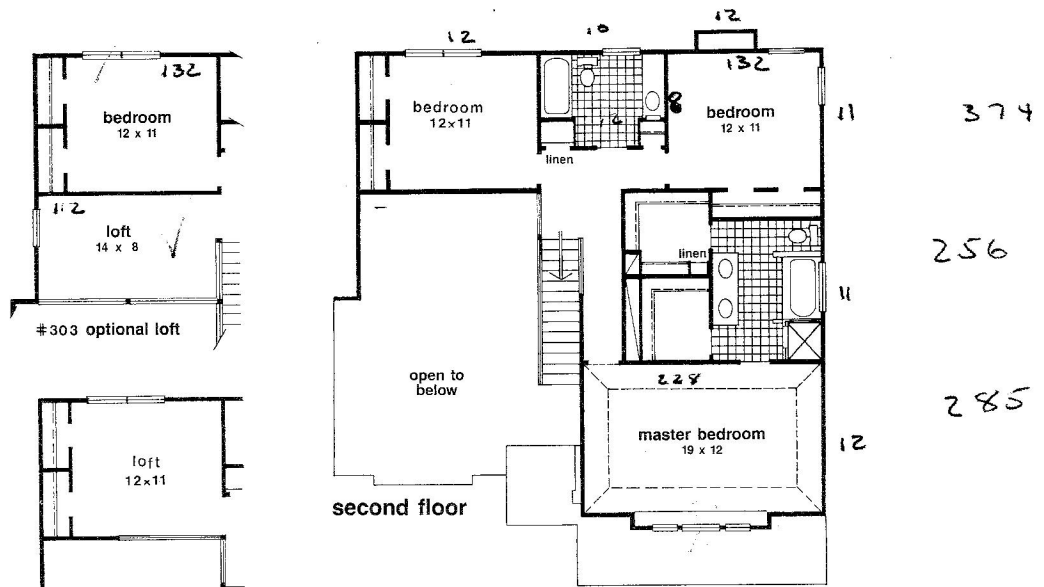 132
bedroom
12 x 11
112
loft
14 x 8
#303 optional loft
loft
12x11
12
10
12
bedroom
12x11
8
12
linen
132
bedroom
12 x 11
11
374
linen
11
256
open to
below
228
master bedroom
19 x 12
12
285
second floor